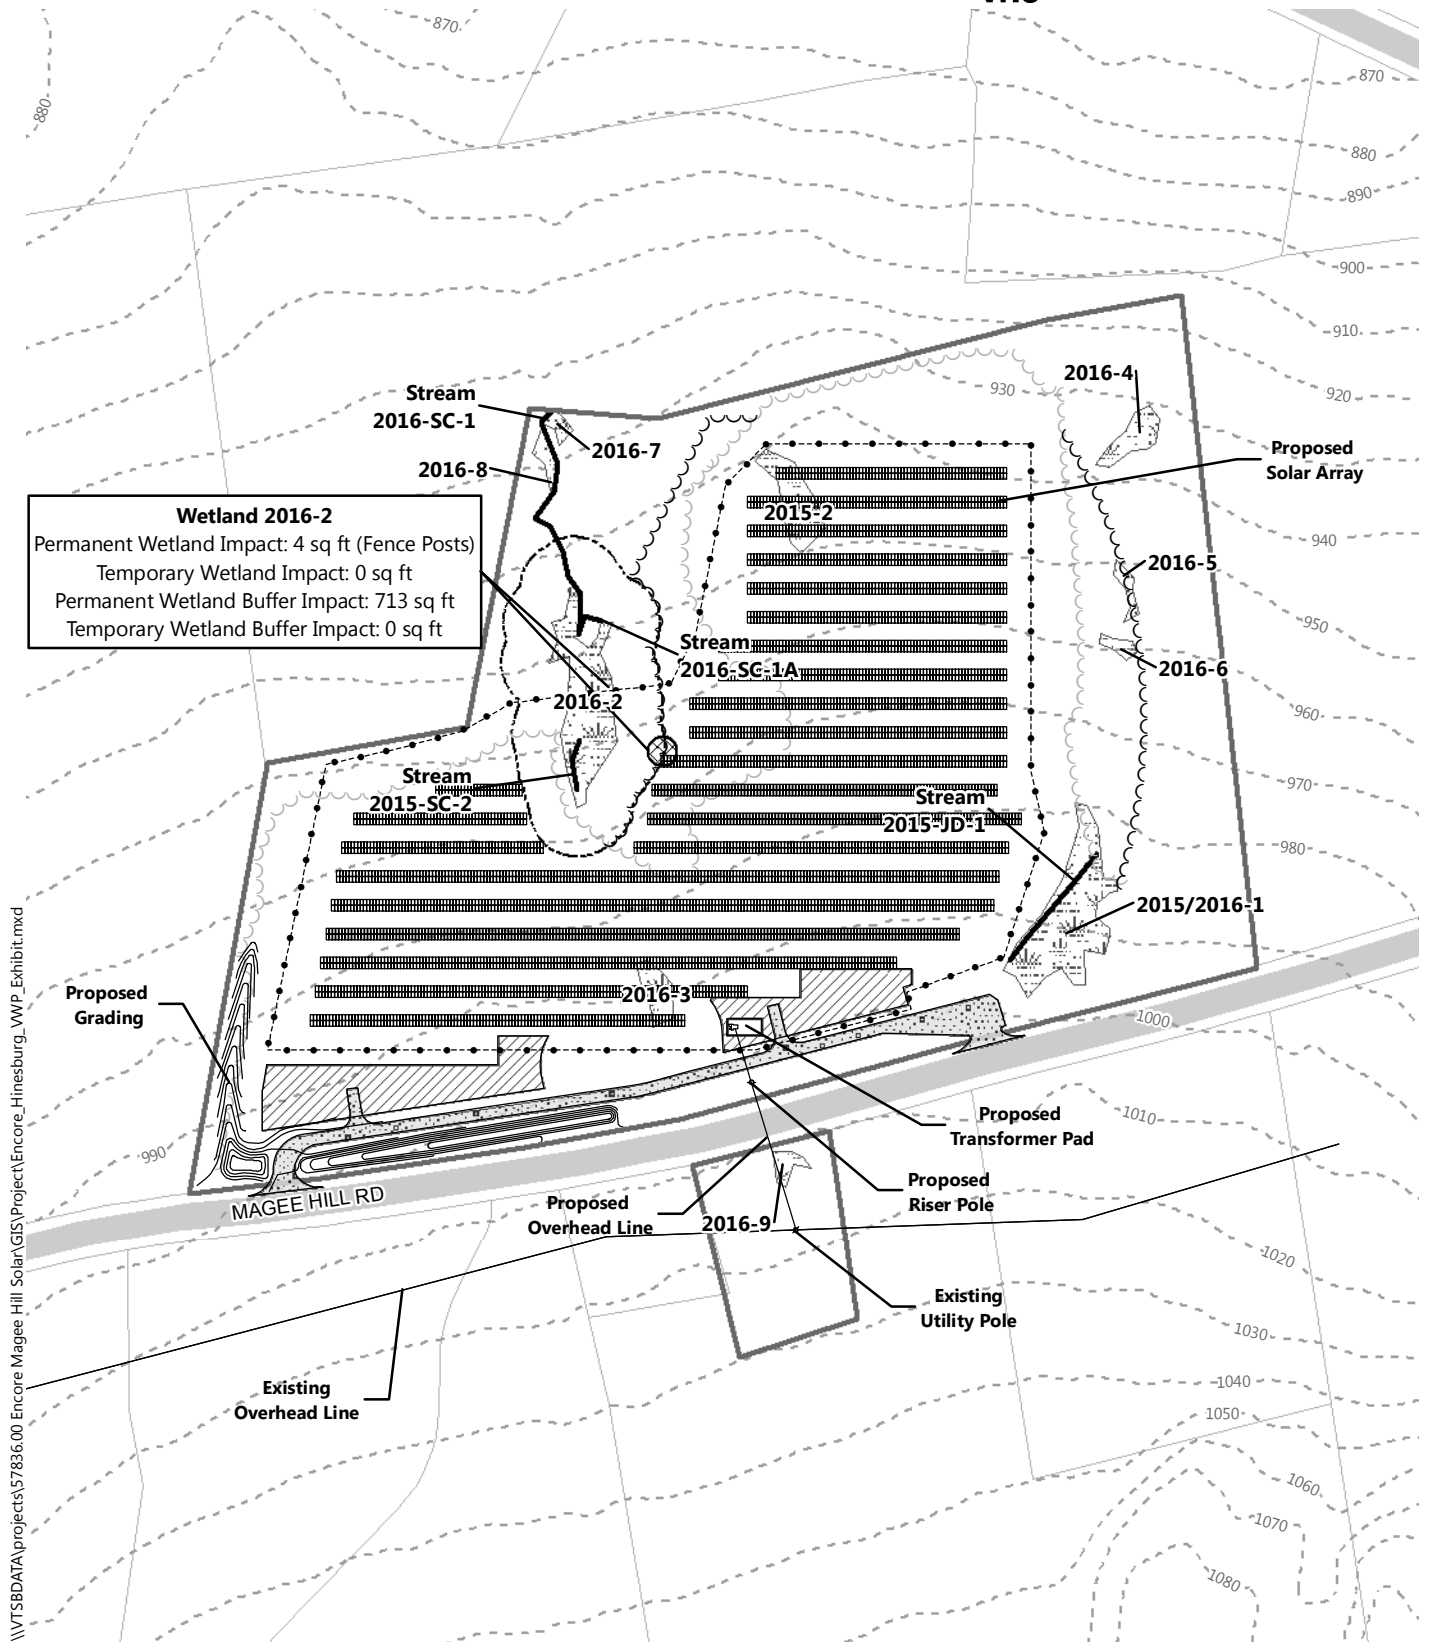 870
870
880
880
890
900
910
Stream
2016-SC-1
2016-4
930
920
2016-7
2016-8
Proposed
Solar Array
Wetland 2016-2
Permanent Wetland Impact: 4 sq ft (Fence Posts)
Temporary Wetland Impact: 0 sq ft
Permanent Wetland Buffer Impact: 713 sq ft
Temporary Wetland Buffer Impact: 0 sq ft
2015-2
940
2016-5
950
Stream
2016-SC-1A
2016-6
2016-2
960
Stream
2015-SC-2
970
Stream
2015-JD-1
980
2015/2016-1
Proposed
Grading
2016-3
1000
990
Proposed
Transformer Pad
1010
MAGEE HILL RD
Proposed
Overhead Line
Proposed
Riser Pole
2016-9
1020
Existing
Utility Pole
1030
Existing
Overhead Line
1040
1050
1060
1070
1080
\\VTSBDATA\projects\57836.00 Encore Magee Hill Solar\GIS\Project\Encore_Hinesburg_VWP_Exhibit.mxd